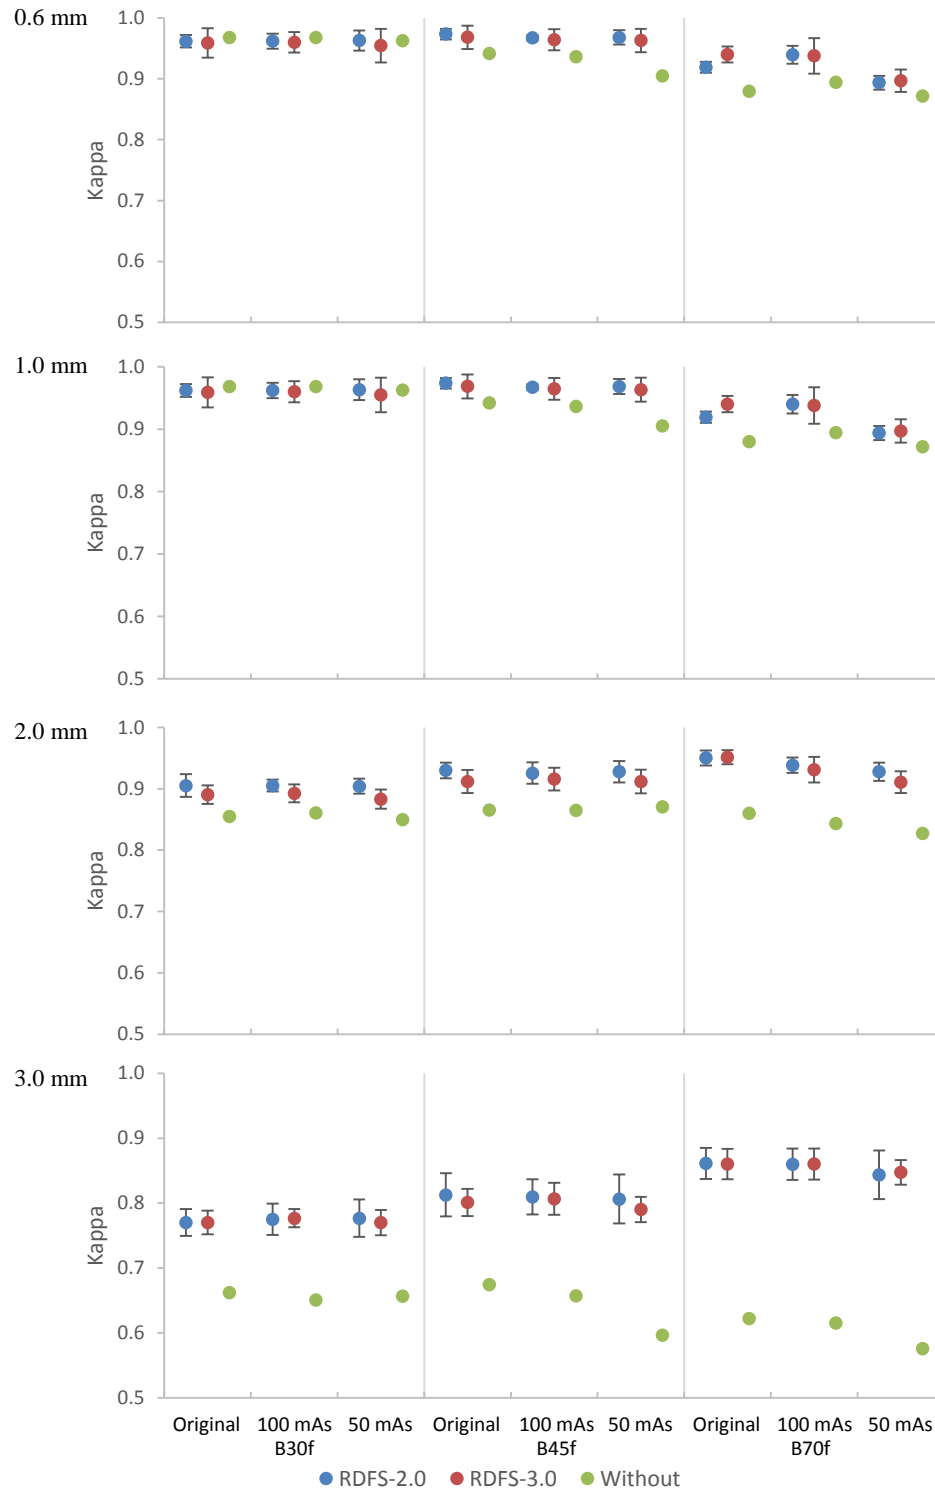 0.6 mm
1.0
0.9
0.8
0.7
0.6
0.5
Kappa
1.0 mm
1.0
0.9
0.8
0.7
0.6
0.5
Kappa
2.0 mm
1.0
0.9
0.8
0.7
0.6
0.5
Kappa
3.0 mm
1.0
0.9
0.8
0.7
0.6
0.5
Kappa
Original 100 mAs 50 mAs Original 100 mAs 50 mAs Original 100 mAs 50 mAs
B30f B45f B70f
RDFS-2.0 RDFS-3.0 Without